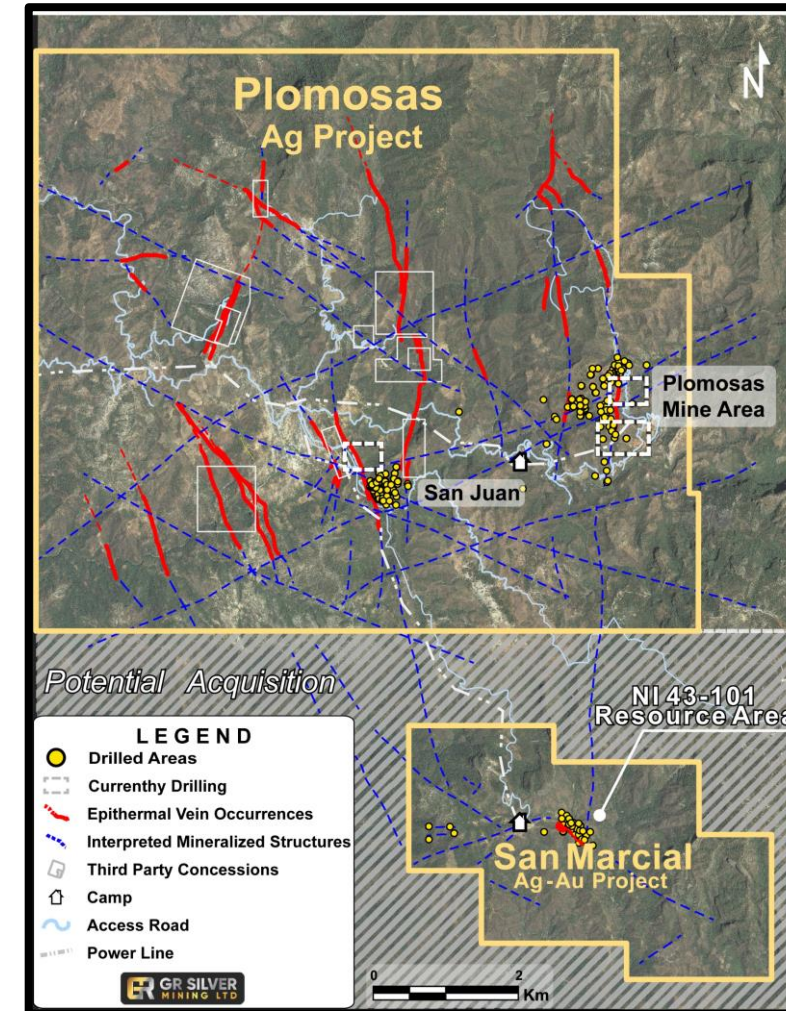 Plomosas
Ag Project
N
Plomosas
Mine Area
San Juan
Potential Acquisition
NI 43-101
Resource Area
San Marcial
Ag-Au Project
LEGEND
Drilled Areas
Currenthy Drilling
Epithermal Vein Occurrences
Interpreted Mineralized Structures
Third Party Concessions
Camp
Access Road
Power Line
GR SILVER
MINING LTD
0 2
Km